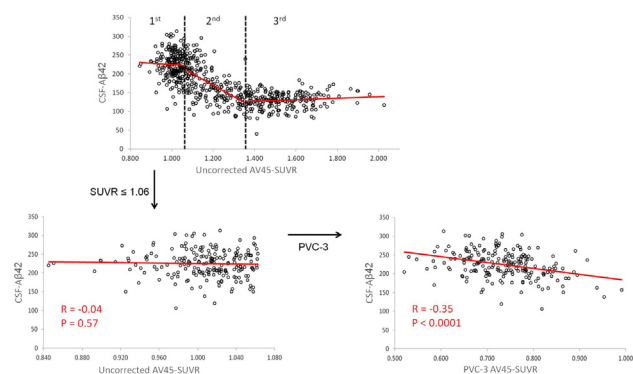 1st 2nd 3rd
CSF-Aβ42
350
300
250
200
150
100
50
0
0.800 1.000 1.200 1.400 1.600 1.800 2.000
Uncorrected AV45-SUVR
SUVR ≤ 1.06
CSF-Aβ42
350
300
250
200
150
100
50
0
R = -0.04
P = 0.57
0.840 0.880 0.920 0.960 1.000 1.040 1.080
Uncorrected AV45-SUVR
PVC-3
CSF-Aβ42
350
300
250
200
150
100
50
0
R = -0.35
P < 0.0001
0.500 0.600 0.700 0.800 0.900 1.000
PVC-3 AV45-SUVR